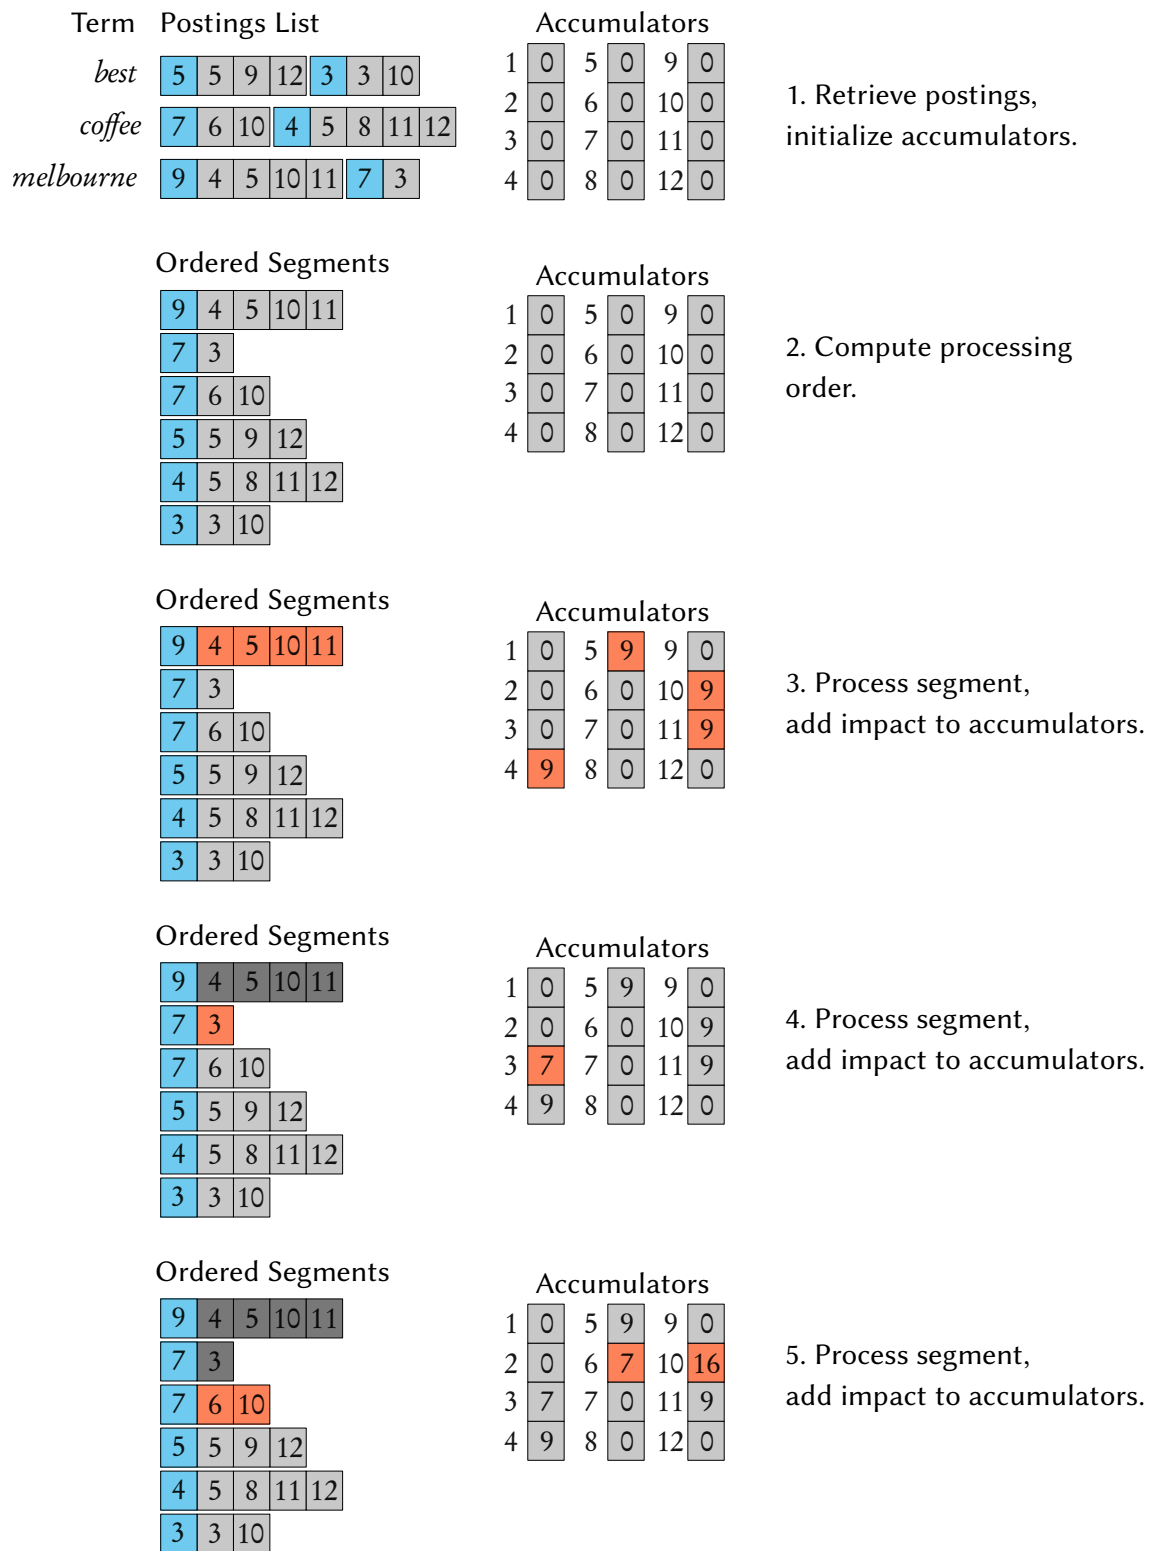 Term Postings List Accumulators
best 5 5 9 12 3 3 10
coffee 7 6 10 4 5 8 11 12
melbourne 9 4 5 10 11 7 3
1 0 5 0 9 0
2 0 6 0 10 0
3 0 7 0 11 0
4 0 8 0 12 0
1. Retrieve postings,
initialize accumulators.
Ordered Segments
9 4 5 10 11
7 3
7 6 10
5 5 9 12
4 5 8 11 12
3 3 10
Accumulators
1 0 5 0 9 0
2 0 6 0 10 0
3 0 7 0 11 0
4 0 8 0 12 0
2. Compute processing
order.
Ordered Segments
9 4 5 10 11
7 3
7 6 10
5 5 9 12
4 5 8 11 12
3 3 10
Accumulators
1 0 5 9 9 0
2 0 6 0 10 9
3 0 7 0 11 9
4 9 8 0 12 0
3. Process segment,
add impact to accumulators.
Ordered Segments
9 4 5 10 11
7 3
7 6 10
5 5 9 12
4 5 8 11 12
3 3 10
Accumulators
1 0 5 9 9 0
2 0 6 0 10 9
3 7 7 0 11 9
4 9 8 0 12 0
4. Process segment,
add impact to accumulators.
Ordered Segments
9 4 5 10 11
7 3
7 6 10
5 5 9 12
4 5 8 11 12
3 3 10
Accumulators
1 0 5 9 9 0
2 0 6 7 10 16
3 7 7 0 11 9
4 9 8 0 12 0
5. Process segment,
add impact to accumulators.